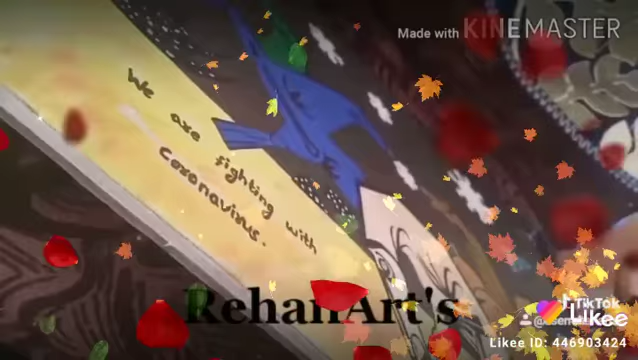 Made with KINEMASTER
We are fighting with
Coronavirus.
RehanArt's
TikTok
Likee
Likee ID: 446903424